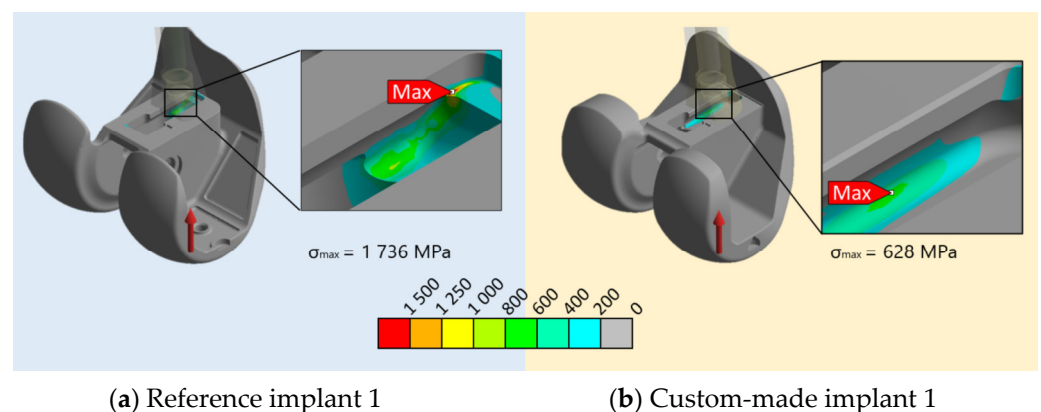 Max
Max
σmax = 1 736 MPa
σmax = 628 MPa
1 500
1 250
1 000
800
600
400
200
0
(a) Reference implant 1
(b) Custom-made implant 1